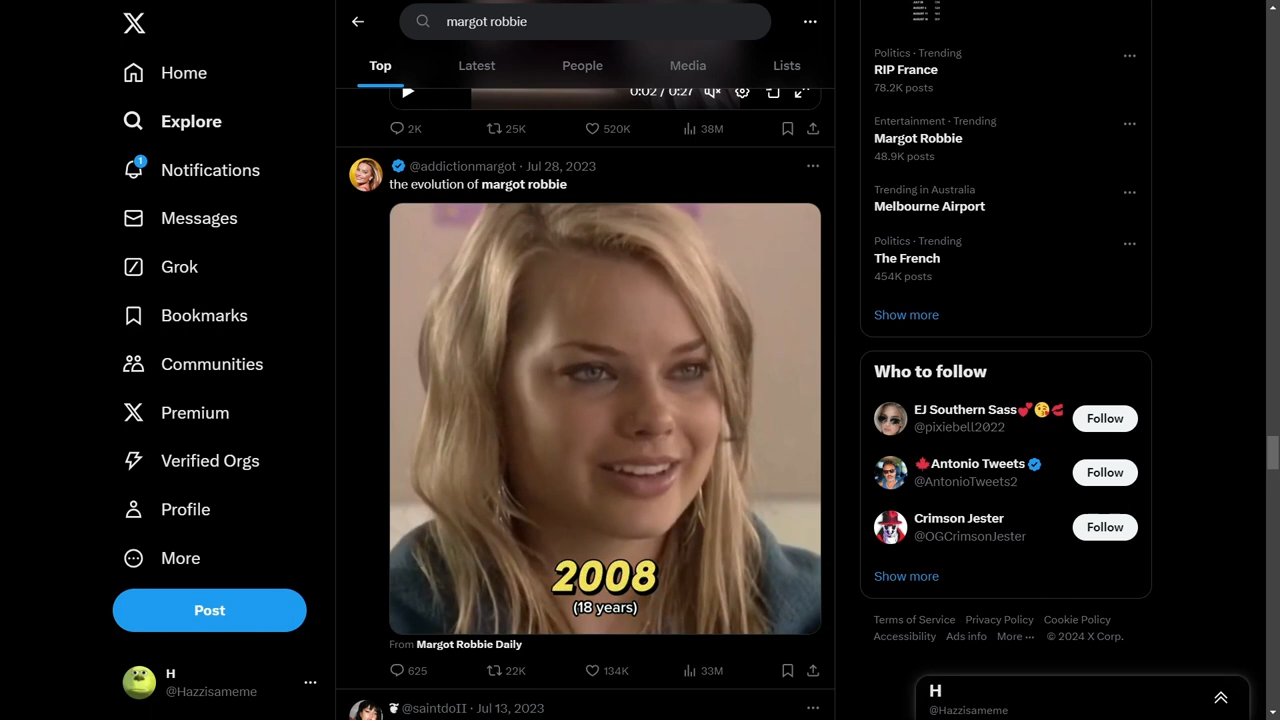 margot robbie
Top
Latest
People
Media
Lists
Home
Explore
1
Notifications
Messages
Grok
Bookmarks
Communities
Premium
Verified Orgs
Profile
More
Post
H
@Hazzisameme
0:02 / 0:27
2K
25K
520K
38M
@addictionmargot · Jul 28, 2023
the evolution of margot robbie
2008
(18 years)
From Margot Robbie Daily
625
22K
134K
33M
@saintdoII · Jul 13, 2023
Politics · Trending
RIP France
78.2K posts
Entertainment · Trending
Margot Robbie
48.9K posts
Trending in Australia
Melbourne Airport
Politics · Trending
The French
454K posts
Show more
Who to follow
EJ Southern Sass💕😘💋
@pixiebell2022
Follow
🍁Antonio Tweets
@AntonioTweets2
Follow
Crimson Jester
@OGCrimsonJester
Follow
Show more
Terms of Service Privacy Policy Cookie Policy
Accessibility Ads info More ··· © 2024 X Corp.
H
@Hazzisameme